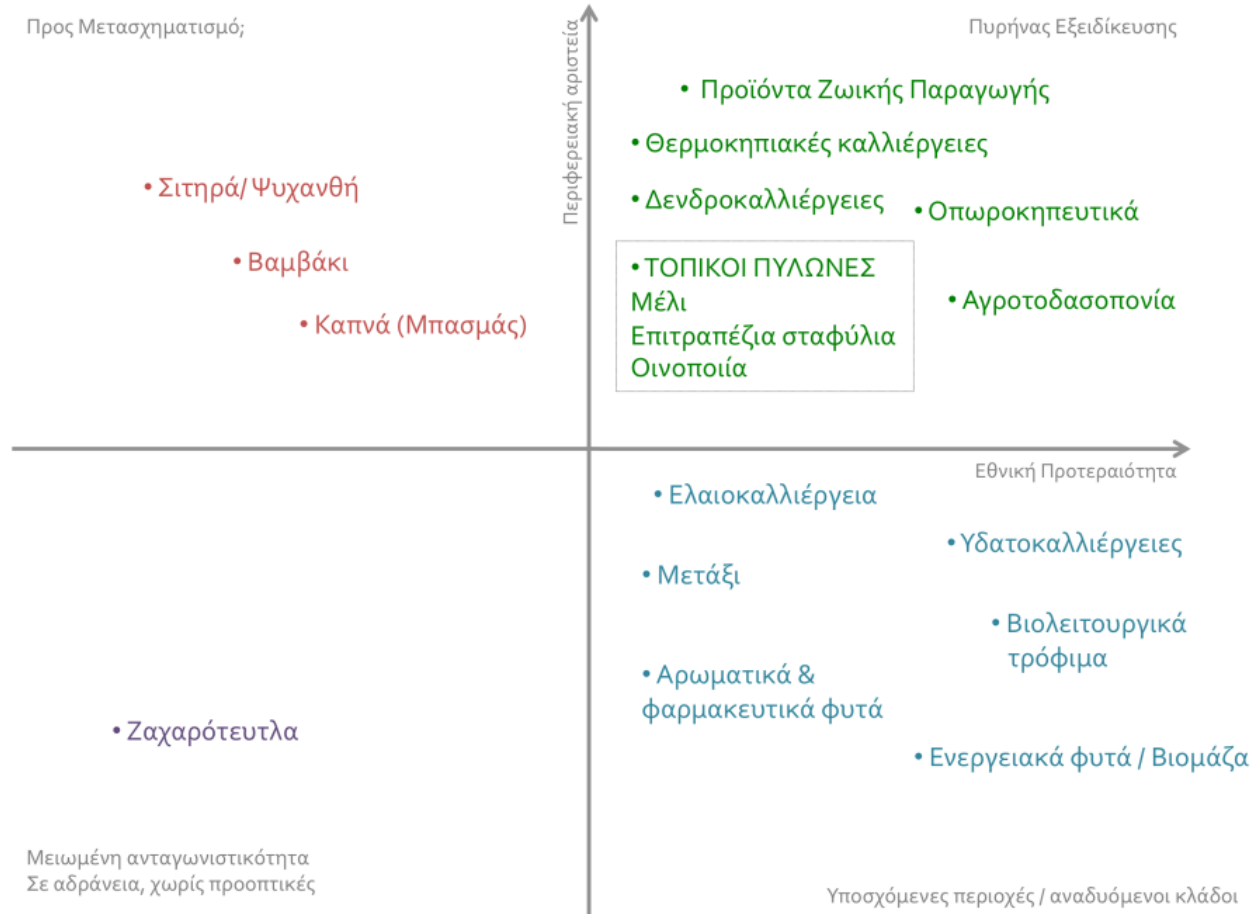 Προς Μετασχηματισμό;
Περιφερειακή αριστεία
Πυρήνας Εξειδίκευσης
• Προϊόντα Ζωικής Παραγωγής
• Θερμοκηπιακές καλλιέργειες
• Σιτηρά/ Ψυχανθή
• Δενδροκαλλιέργειες
• Οπωροκηπευτικά
• Βαμβάκι
• ΤΟΠΙΚΟΙ ΠΥΛΩΝΕΣ
Μέλι
Επιτραπέζια σταφύλια
Οινοποιία
• Αγροτοδασοπονία
• Καπνά (Μπασμάς)
Εθνική Προτεραιότητα
• Ελαιοκαλλιέργεια
• Υδατοκαλλιέργειες
• Μετάξι
• Βιολειτουργικά
τρόφιμα
• Αρωματικά &
φαρμακευτικά φυτά
• Ζαχαρότευτλα
• Ενεργειακά φυτά / Βιομάζα
Μειωμένη ανταγωνιστικότητα
Σε αδράνεια, χωρίς προοπτικές
Υποσχόμενες περιοχές / αναδυόμενοι κλάδοι